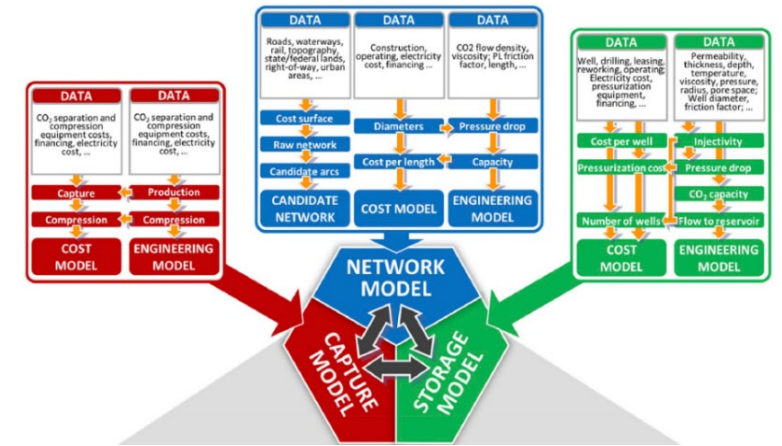 DATA
CO₂ separation and
compression
equipment costs,
financing, electricity
cost, ...
Capture
Compression
COST
MODEL
DATA
CO₂ separation and
compression
equipment costs,
financing, electricity
cost, ...
Production
Compression
ENGINEERING
MODEL
DATA
Roads, waterways,
rail, topography,
state/federal lands,
right-of-way, urban
areas, ...
Cost surface
Raw network
Candidate arcs
CANDIDATE
NETWORK
DATA
Construction,
operating, electricity
cost, financing ...
Diameters
Cost per length
COST MODEL
DATA
CO2 flow density,
viscosity; PL friction
factor, length, ...
Pressure drop
Capacity
ENGINEERING
MODEL
DATA
Well, drilling, leasing,
reworking, operating;
Electricity cost,
pressurization
equipment,
financing, ...
Cost per well
Pressurization cost
Number of wells
COST
MODEL
DATA
Permeability,
thickness, depth,
temperature,
viscosity, pressure,
radius, pore space;
Well diameter,
friction factor; ...
Injectivity
Pressure drop
CO₂ capacity
Flow to reservoir
ENGINEERING
MODEL
NETWORK
MODEL
CAPTURE
MODEL
STORAGE
MODEL